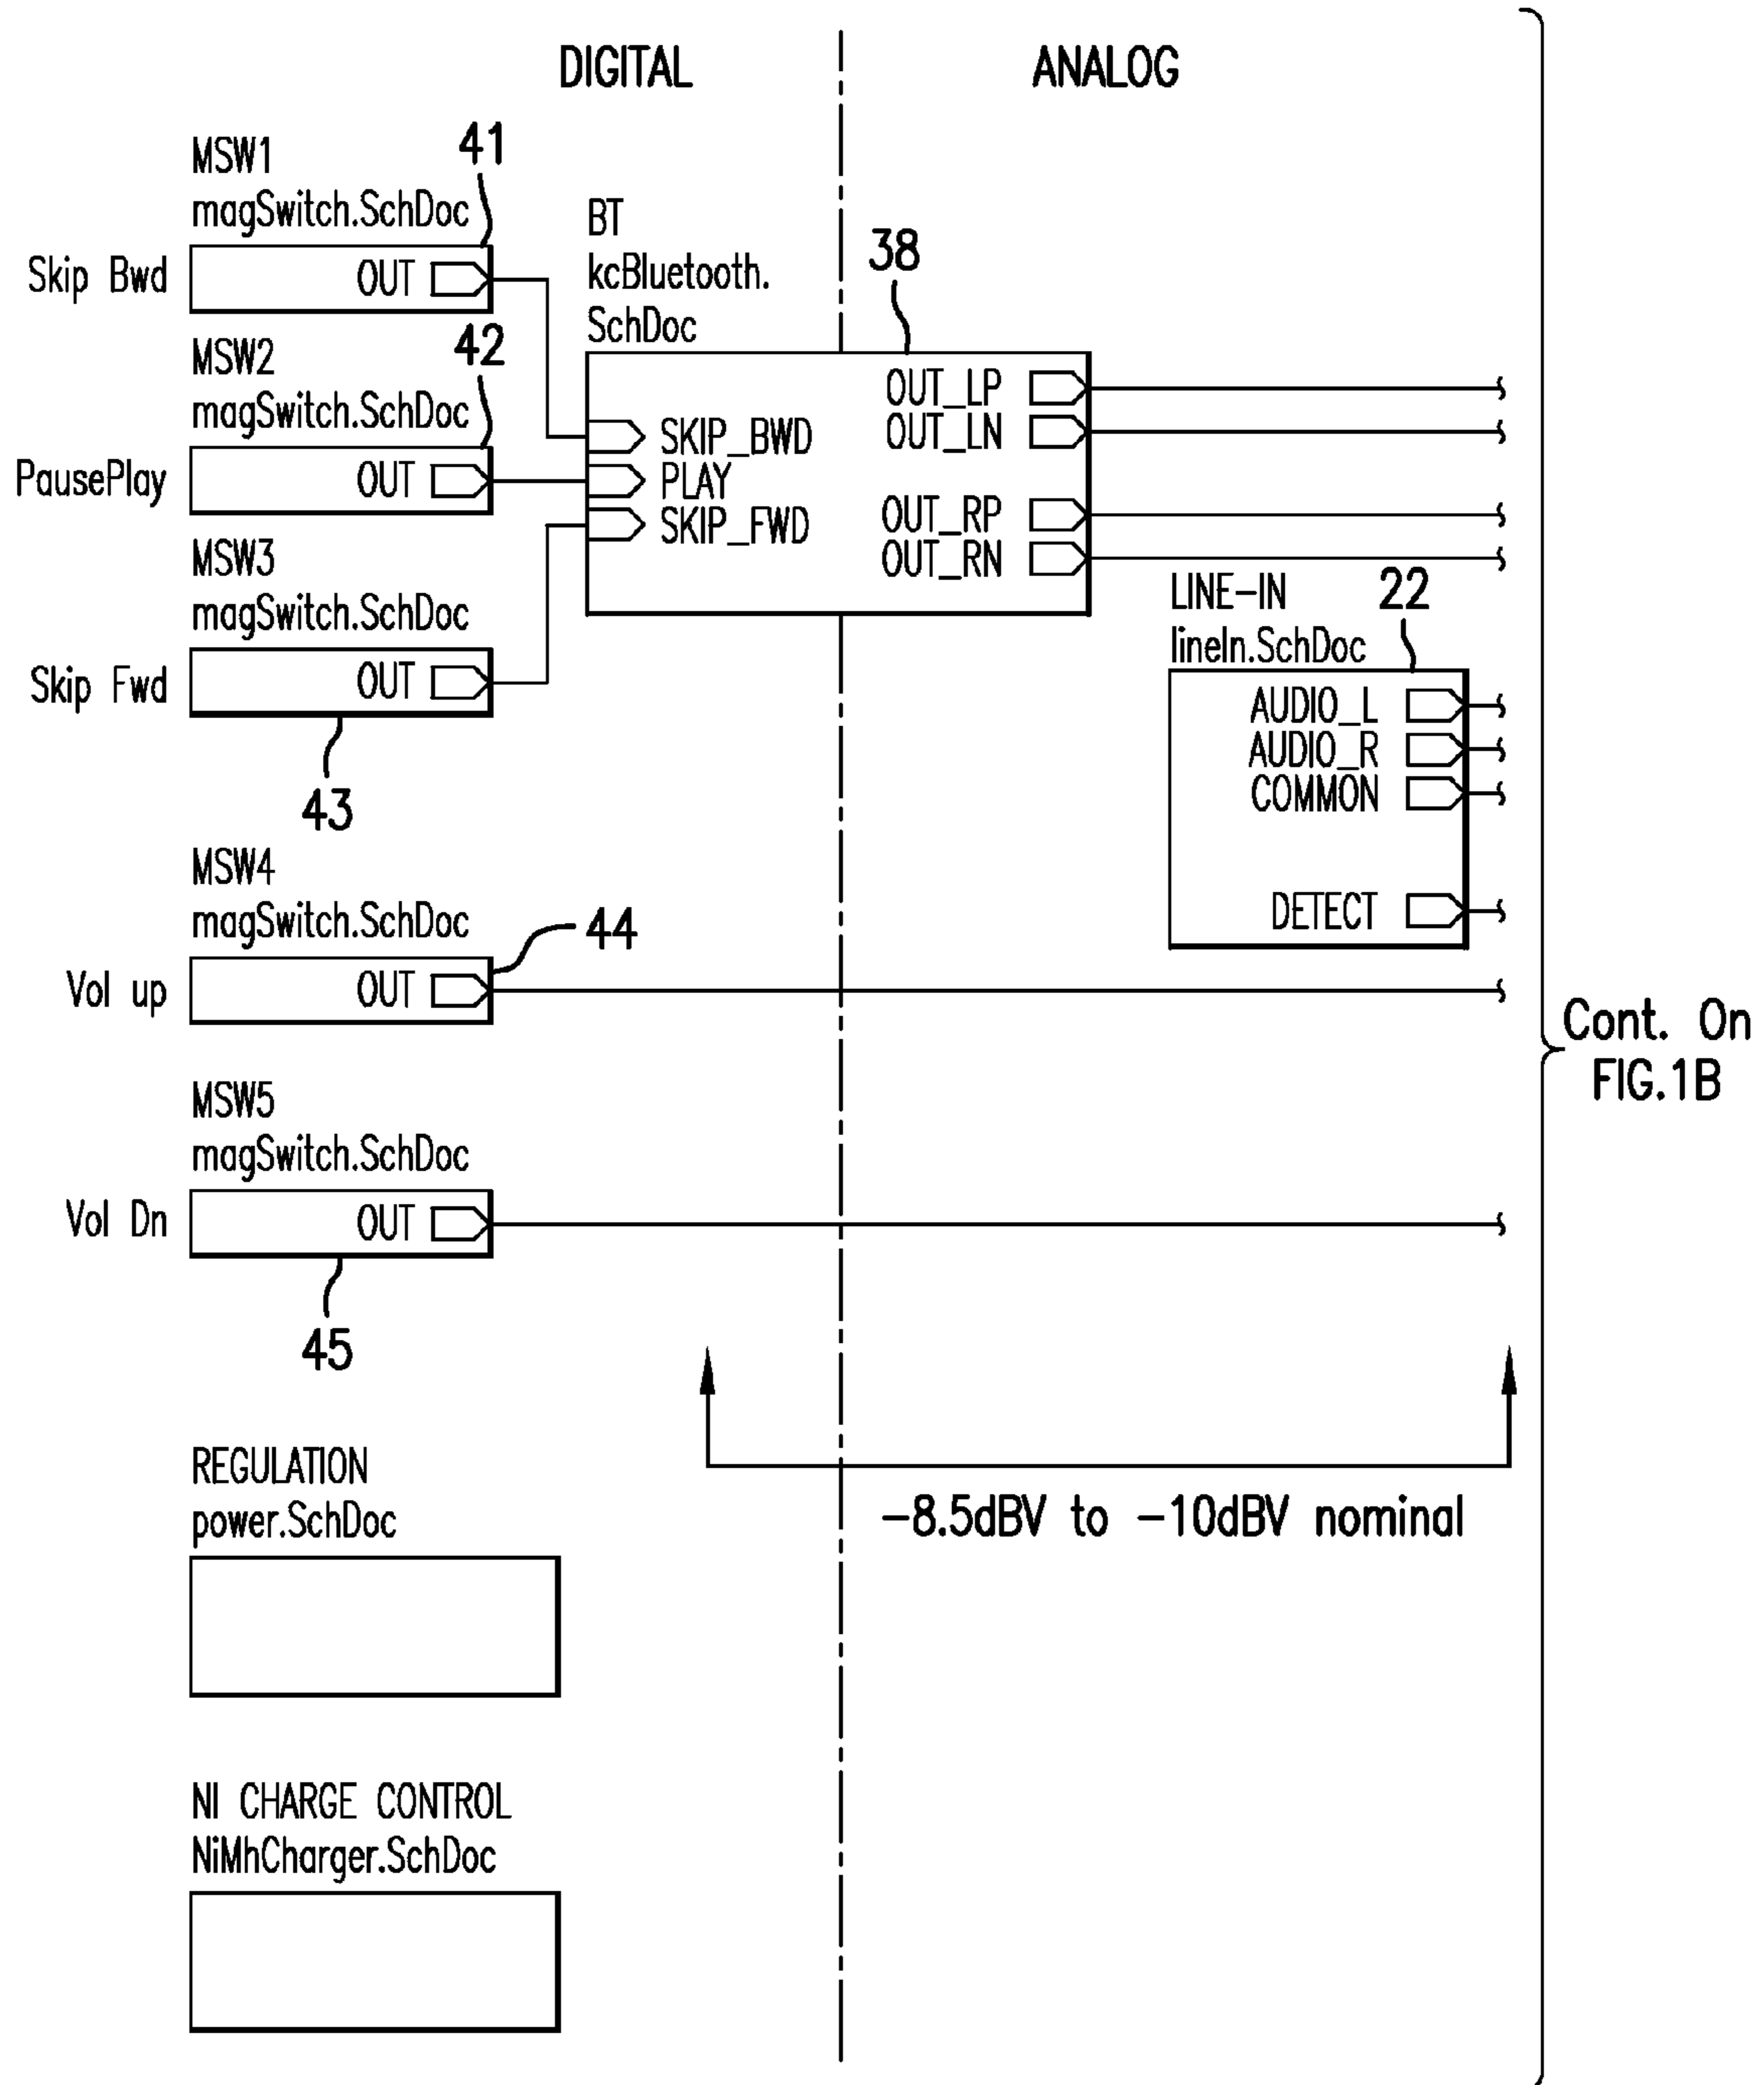 DIGITAL
ANALOG
MSW1
magSwitch.SchDoc
41
Skip Bwd
OUT
MSW2
magSwitch.SchDoc
42
PausePlay
OUT
MSW3
magSwitch.SchDoc
Skip Fwd
OUT
43
BT
kcBluetooth.
SchDoc
38
SKIP_BWD
PLAY
SKIP_FWD
OUT_LP
OUT_LN
OUT_RP
OUT_RN
LINE-IN
lineIn.SchDoc
22
AUDIO_L
AUDIO_R
COMMON
DETECT
MSW4
magSwitch.SchDoc
44
Vol up
OUT
MSW5
magSwitch.SchDoc
Vol Dn
OUT
45
Cont. On
FIG.1B
-8.5dBV to -10dBV nominal
REGULATION
power.SchDoc
NI CHARGE CONTROL
NiMhCharger.SchDoc